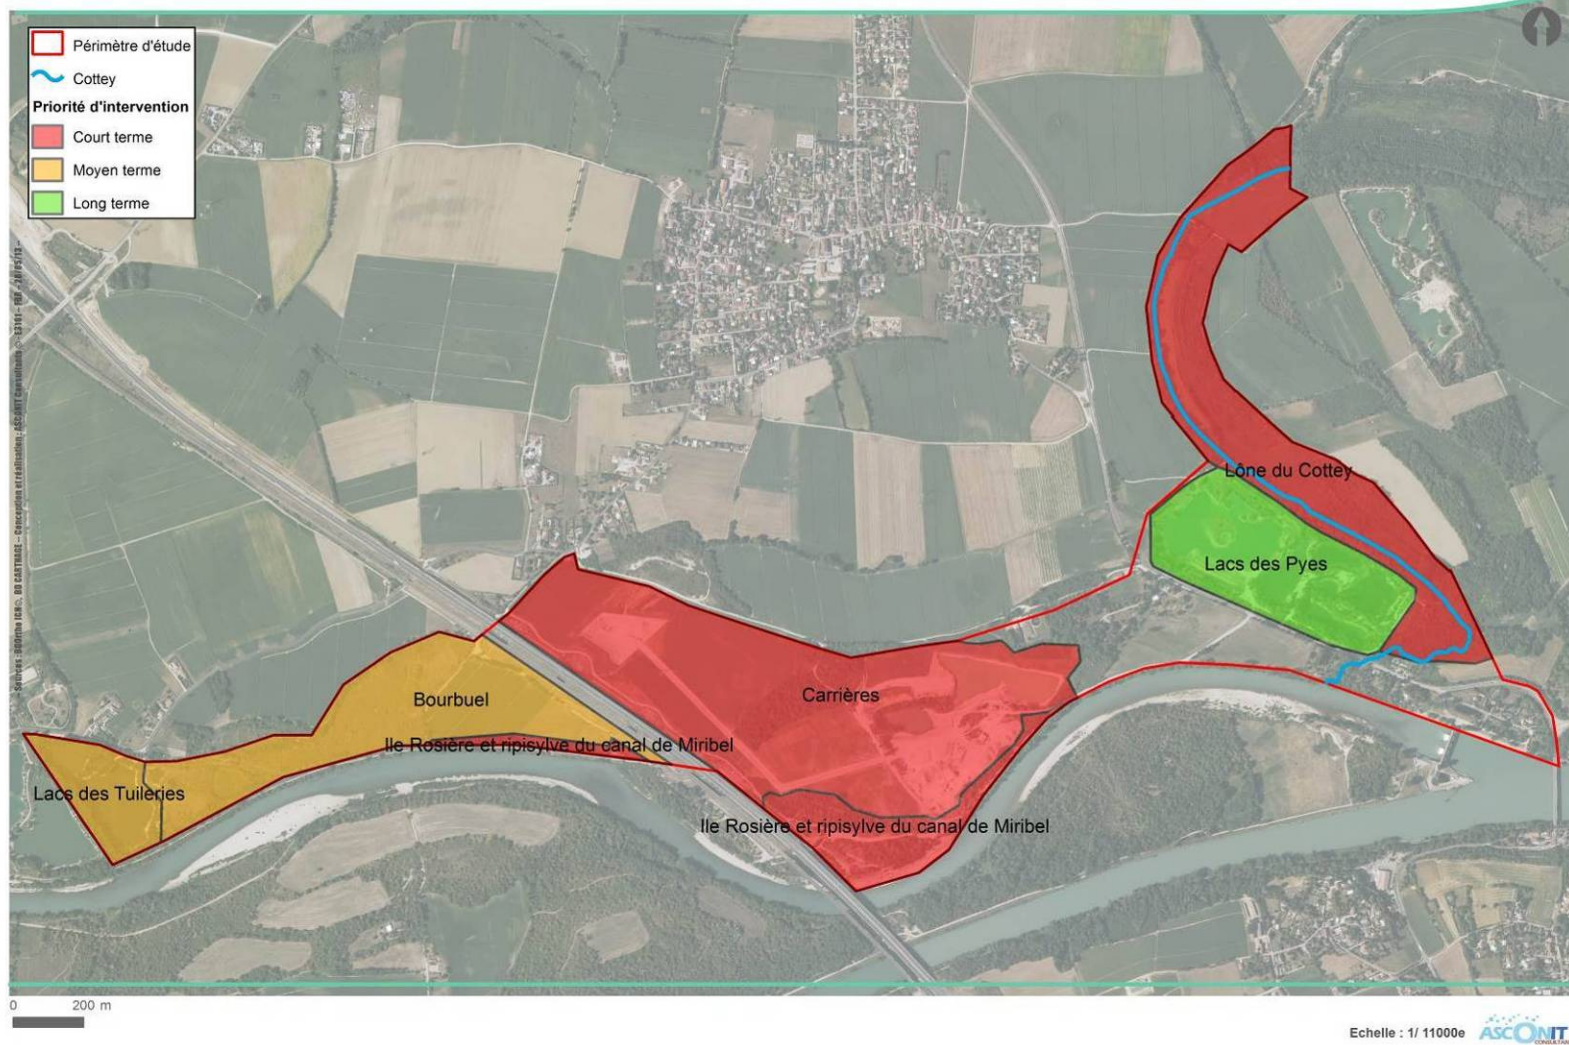 Périmètre d'étude
Cottey
Priorité d'intervention
Court terme
Moyen terme
Long terme
Lône du Cottey
Lacs des Pyes
Carrières
Bourbuel
Ile Rosière et ripisylve du canal de Miribel
Lacs des Tuileries
Ile Rosière et ripisylve du canal de Miribel
0 200 m
Echelle : 1/ 11000e
ASCONIT
CONSULTAN